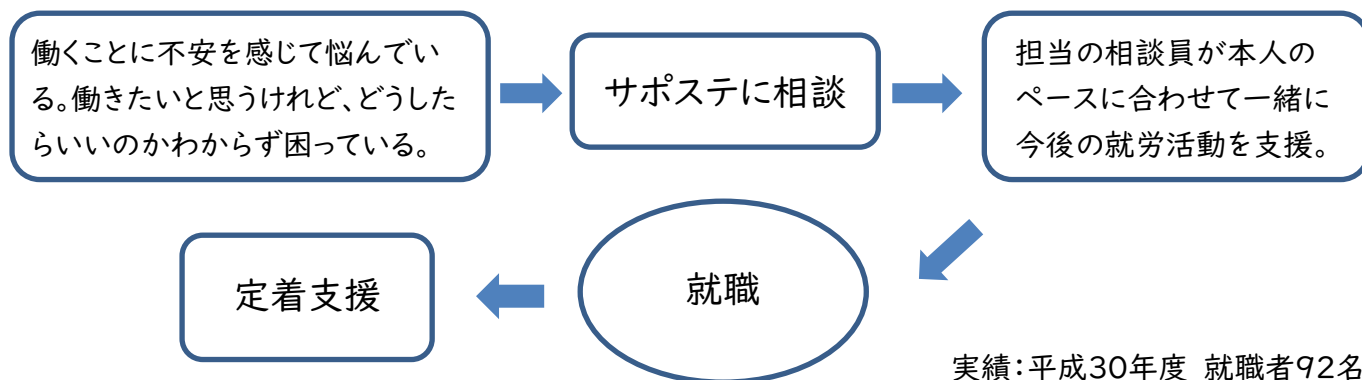 働くことに不安を感じて悩んでい
る。働きたいと思うけれど、どうした
らいいのかわからず困っている。
サポステに相談
担当の相談員が本人の
ペースに合わせて一緒に
今後の就労活動を支援。
就職
定着支援
実績：平成30年度 就職者92名